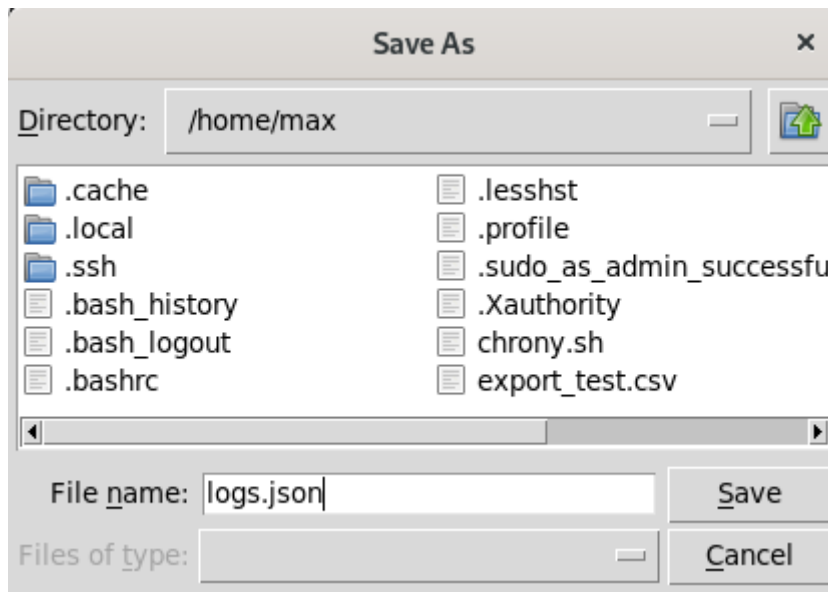 Save As
Directory: /home/max
.cache
.local
.ssh
.bash_history
.bash_logout
.bashrc
.lesshst
.profile
.sudo_as_admin_successfu
.Xauthority
chrony.sh
export_test.csv
File name: logs.json
Save
Files of type:
Cancel